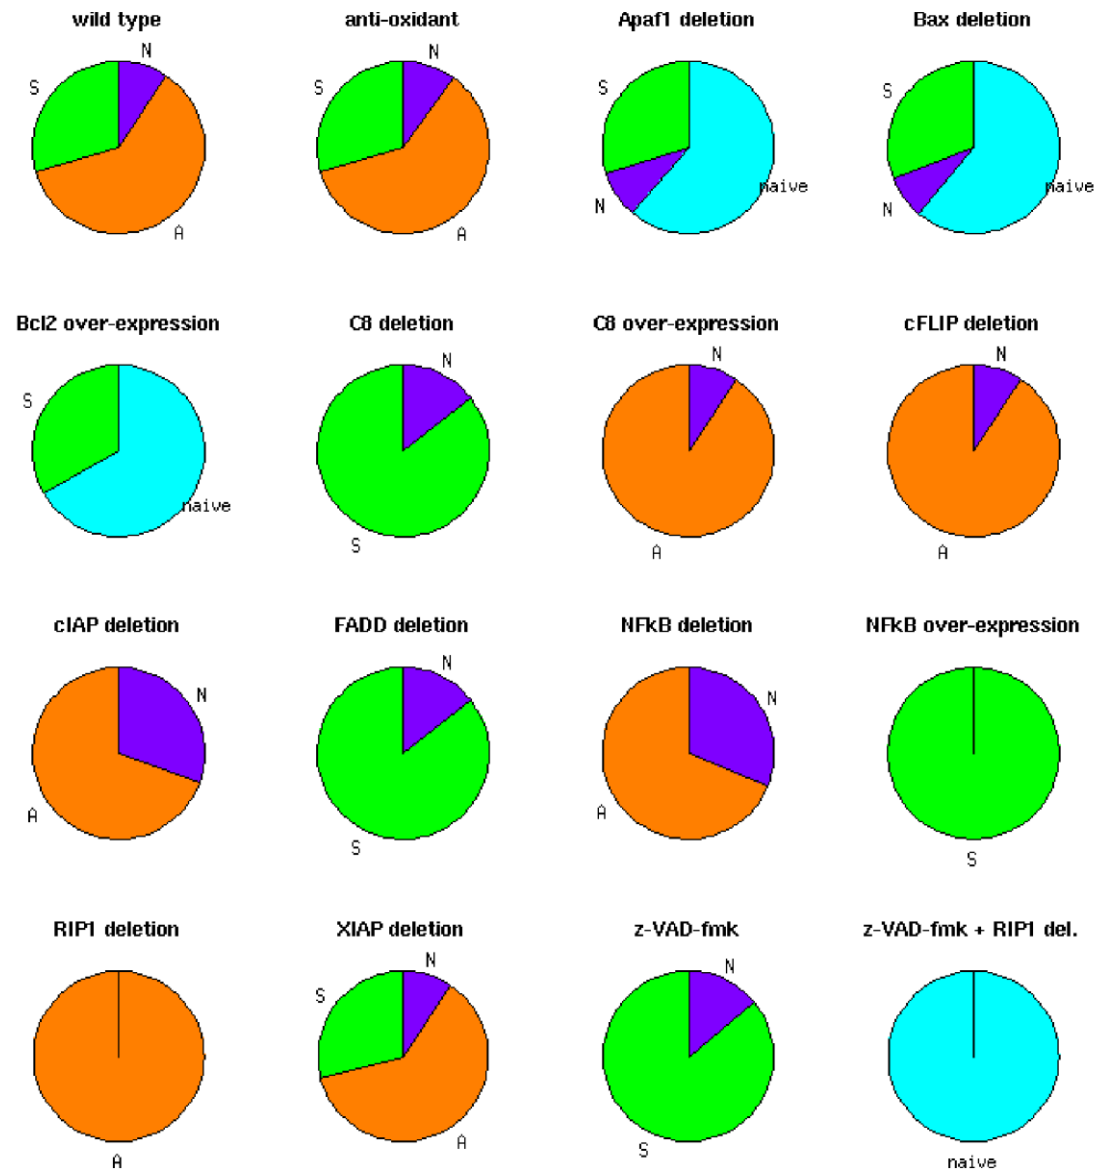 wild type
anti-oxidant
Apaf1 deletion
Bax deletion
N
S
A
N
S
A
S
N
naive
S
N
naive
Bcl2 over-expression
C8 deletion
C8 over-expression
cFLIP deletion
S
naive
N
S
N
A
N
A
cIAP deletion
FADD deletion
NFkB deletion
NFkB over-expression
N
A
N
S
N
A
S
RIP1 deletion
XIAP deletion
z-VAD-fmk
z-VAD-fmk + RIP1 del.
A
N
S
A
N
S
naive